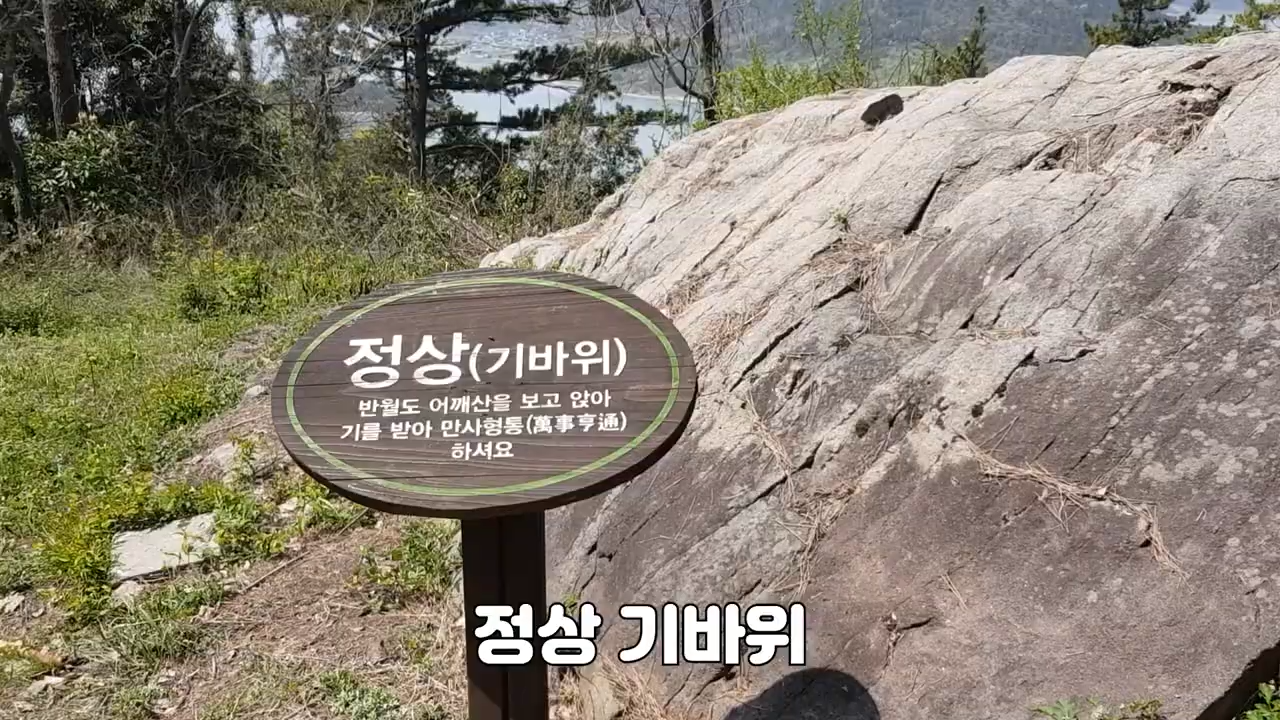 정상(기바위)
반월도 어깨산을 보고 앉아
기를 받아 만사형통(萬事亨通)
하셔요
정상 기바위